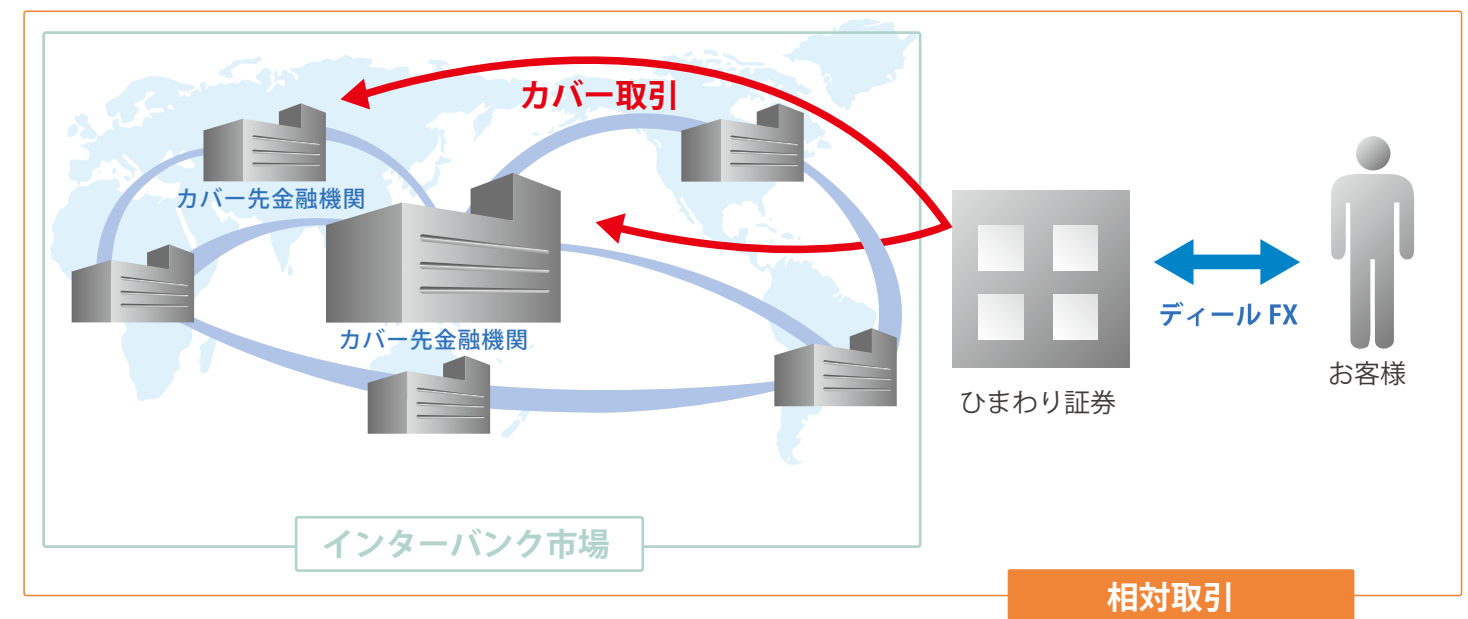 カバー取引
カバー先金融機関
カバー先金融機関
ディール FX
お客様
ひまわり証券
インターバンク市場
相対取引